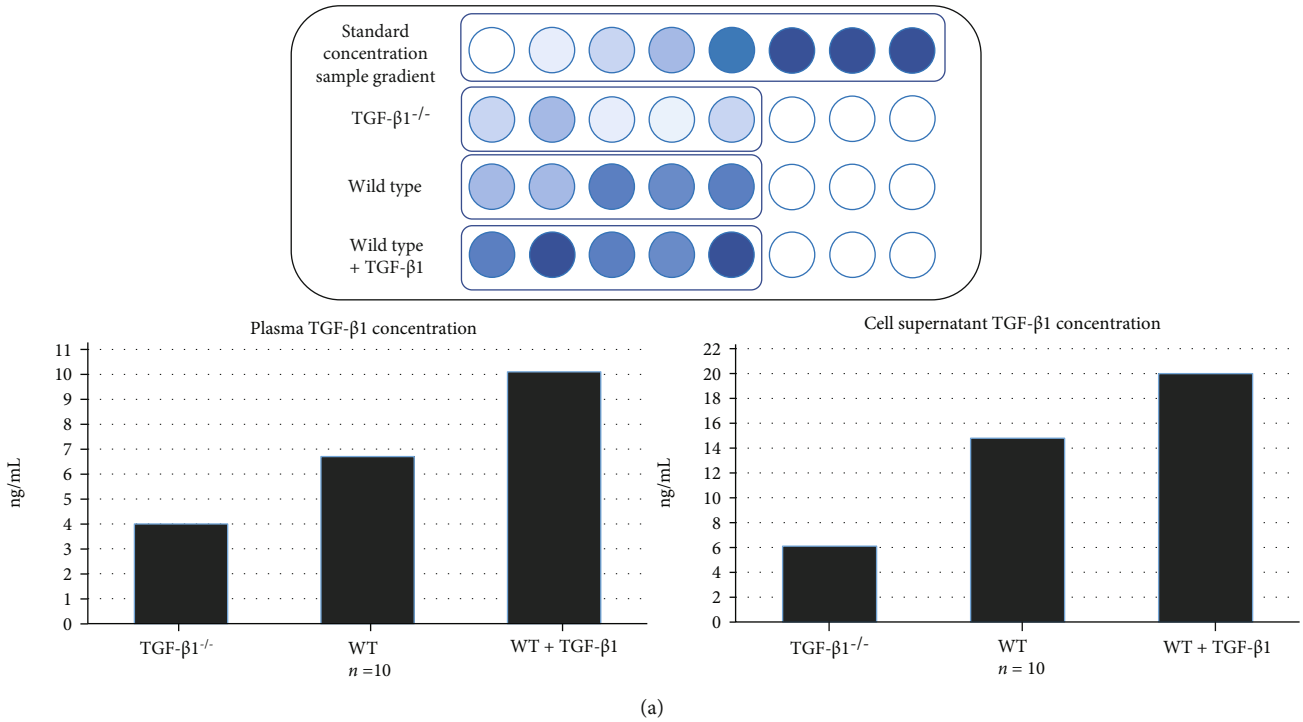 Standard
concentration
sample gradient
TGF-β1-/-
Wild type
Wild type
+ TGF-β1
Plasma TGF-β1 concentration
11
10
9
8
7
6
5
4
3
2
1
0
ng/mL
TGF-β1-/-
WT
WT + TGF-β1
n =10
Cell supernatant TGF-β1 concentration
22
20
18
16
14
12
10
8
6
4
2
0
ng/mL
TGF-β1-/-
WT
WT + TGF-β1
n = 10
(a)